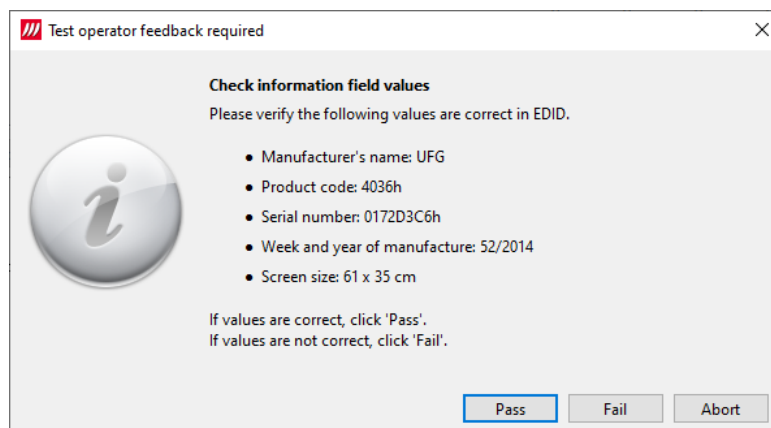 Test operator feedback required
Check information field values
Please verify the following values are correct in EDID.
● Manufacturer's name: UFG
● Product code: 4036h
● Serial number: 0172D3C6h
● Week and year of manufacture: 52/2014
● Screen size: 61 x 35 cm
If values are correct, click 'Pass'.
If values are not correct, click 'Fail'.
Pass Fail Abort